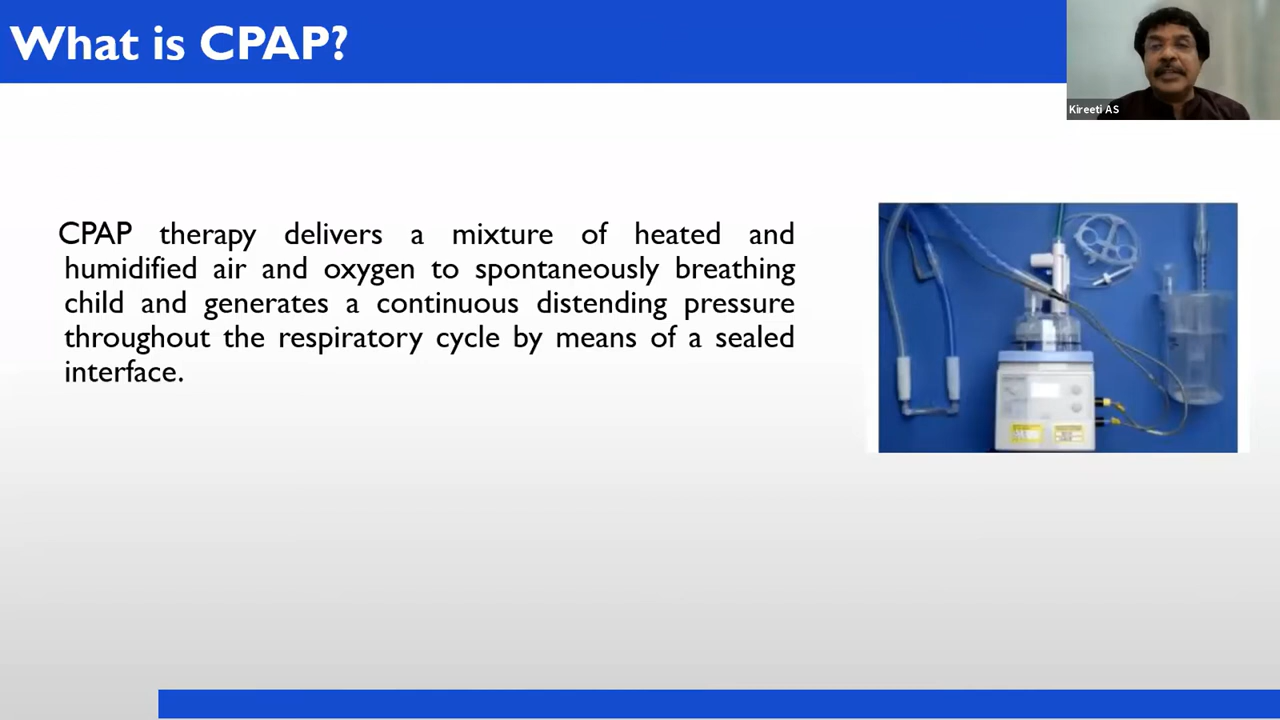 What is CPAP?
Kireeti AS
CPAP therapy delivers a mixture of heated and
humidified air and oxygen to spontaneously breathing
child and generates a continuous distending pressure
throughout the respiratory cycle by means of a sealed
interface.